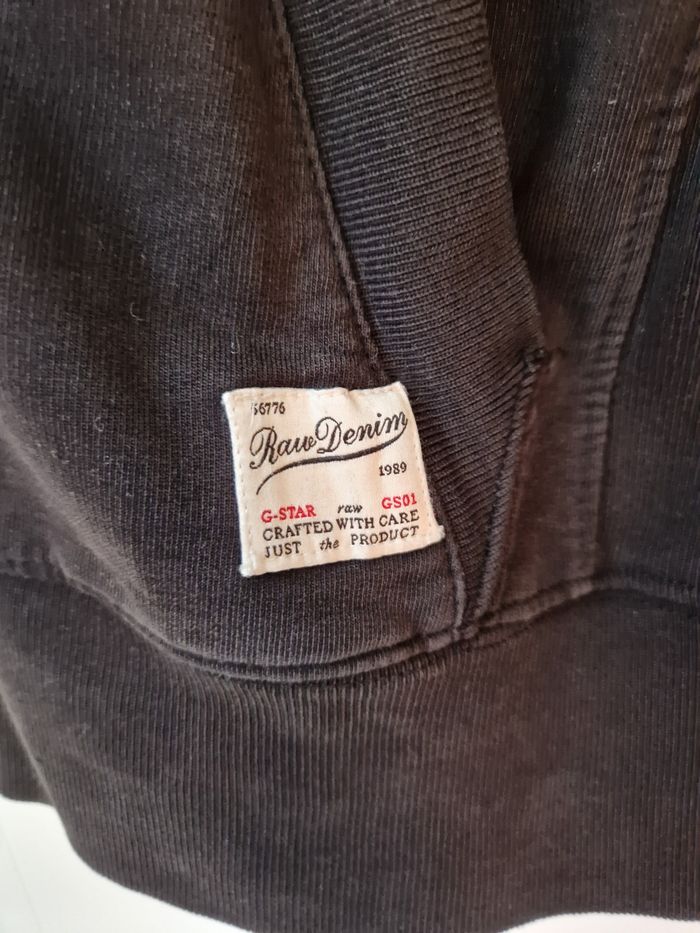 56776
Raw Denim
1989
G-STAR raw GS01
CRAFTED WITH CARE
JUST the PRODUCT